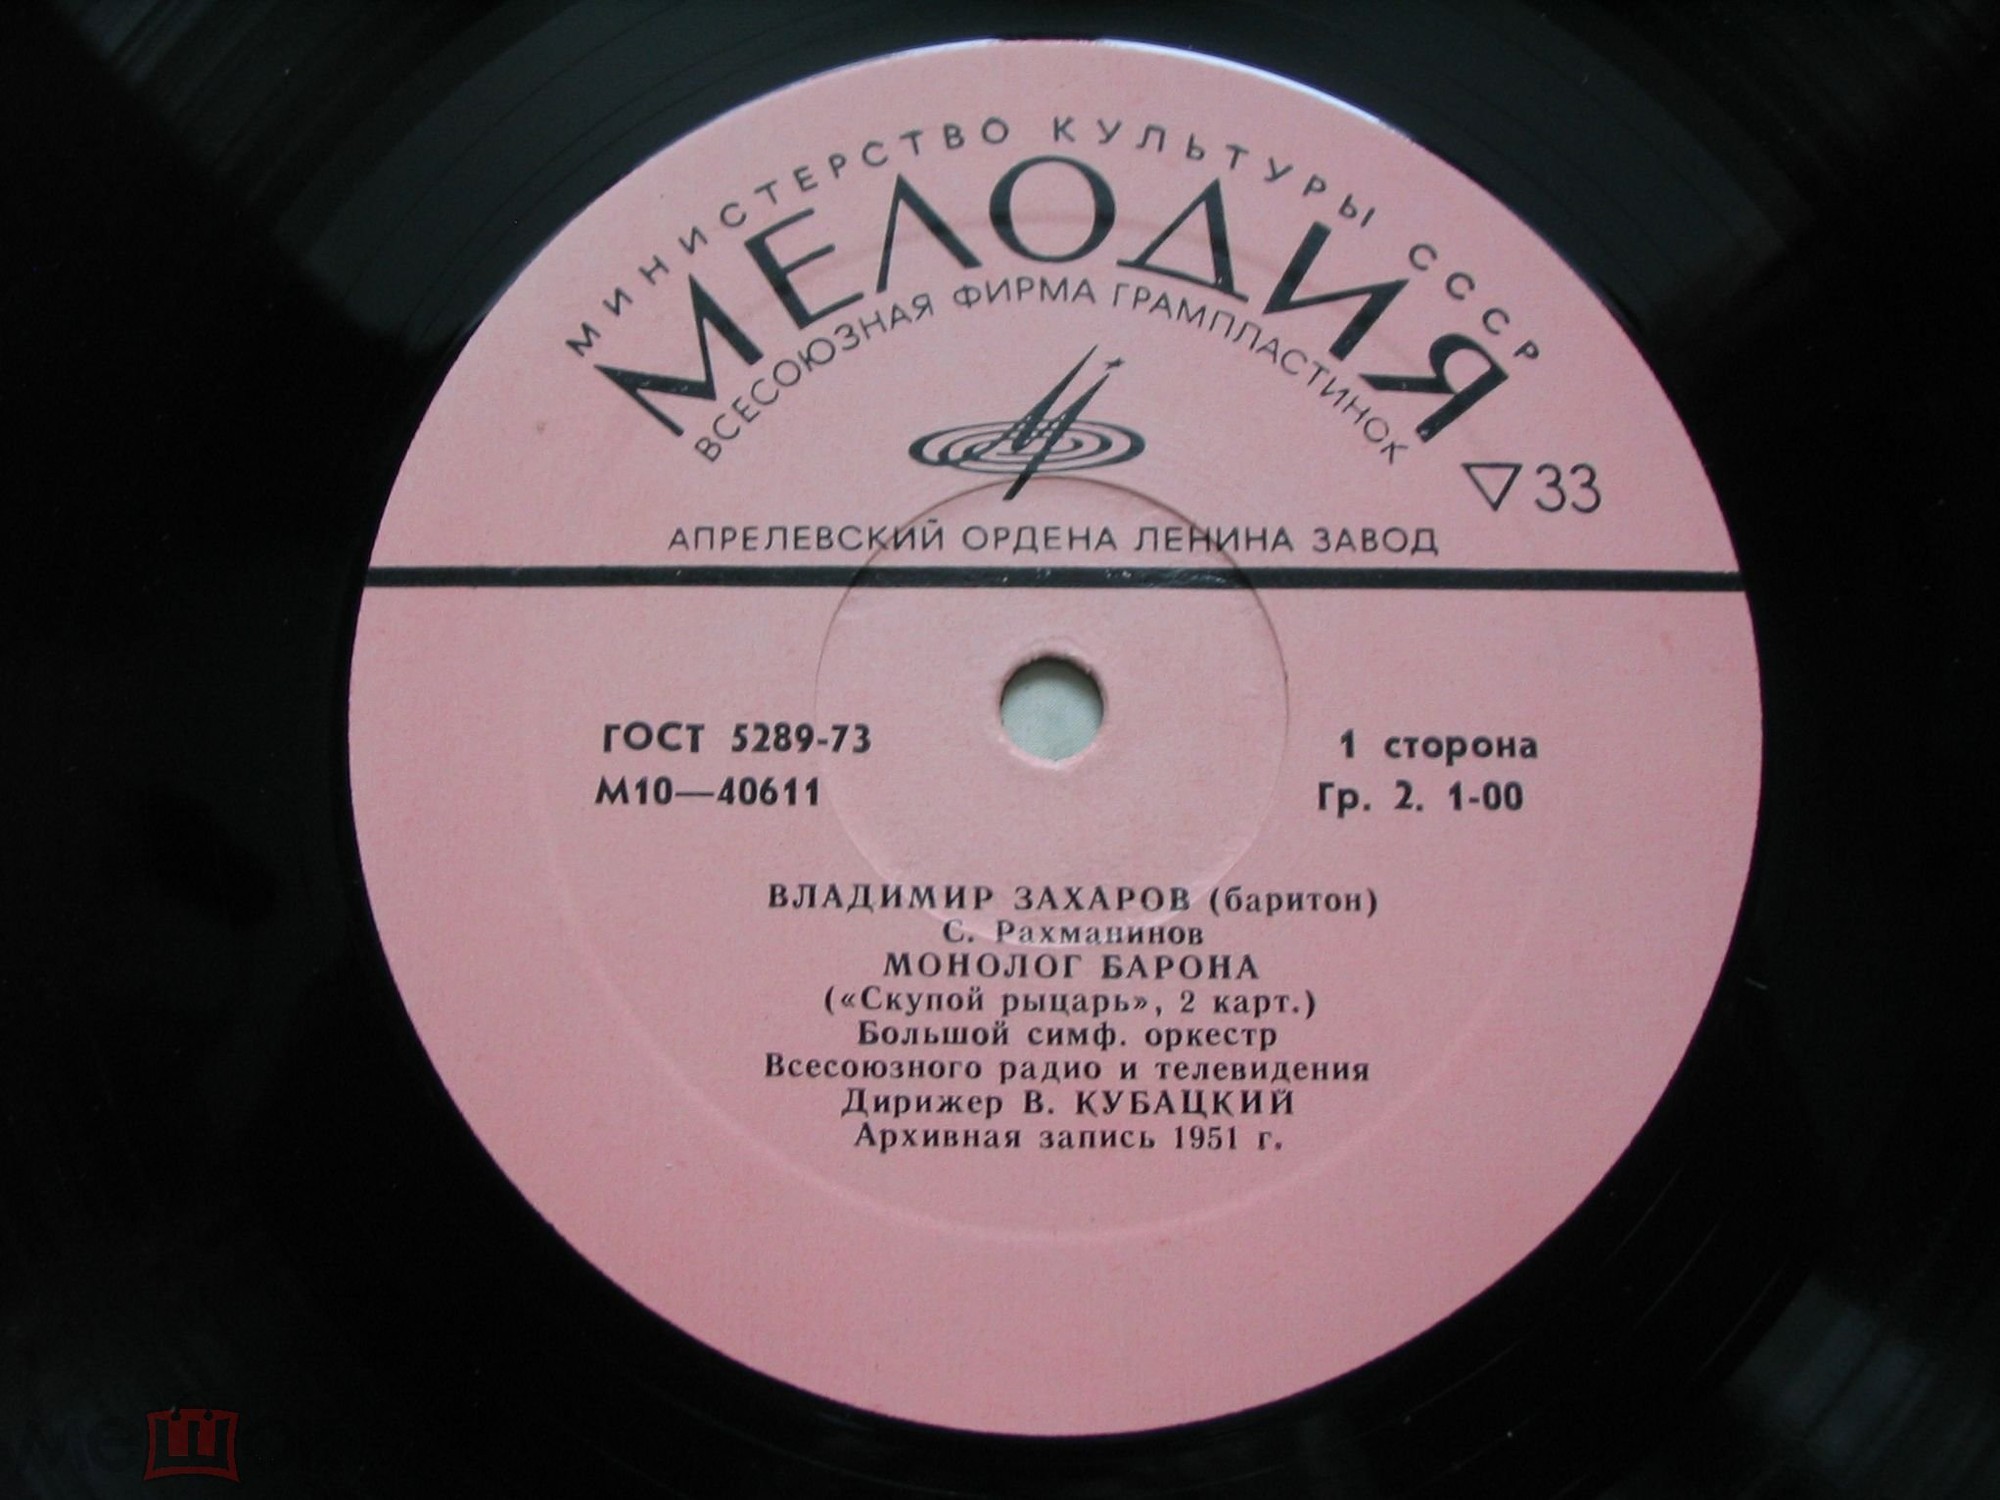 МИНИСТЕРСТВО КУЛЬТУРЫ СССР
МЕЛОДИЯ
ВСЕСОЮЗНАЯ ФИРМА ГРАМПЛАСТИНОК
33
АПРЕЛЕВСКИЙ ОРДЕНА ЛЕНИНА ЗАВОД
ГОСТ 5289-73
1 сторона
М10—40611
Гр. 2. 1-00
ВЛАДИМИР ЗАХАРОВ (баритон)
С. Рахманинов
МОНОЛОГ БАРОНА
(«Скупой рыцарь», 2 карт.)
Большой симф. оркестр
Всесоюзного радио и телевидения
Дирижер В. КУБАЦКИЙ
Архивная запись 1951 г.